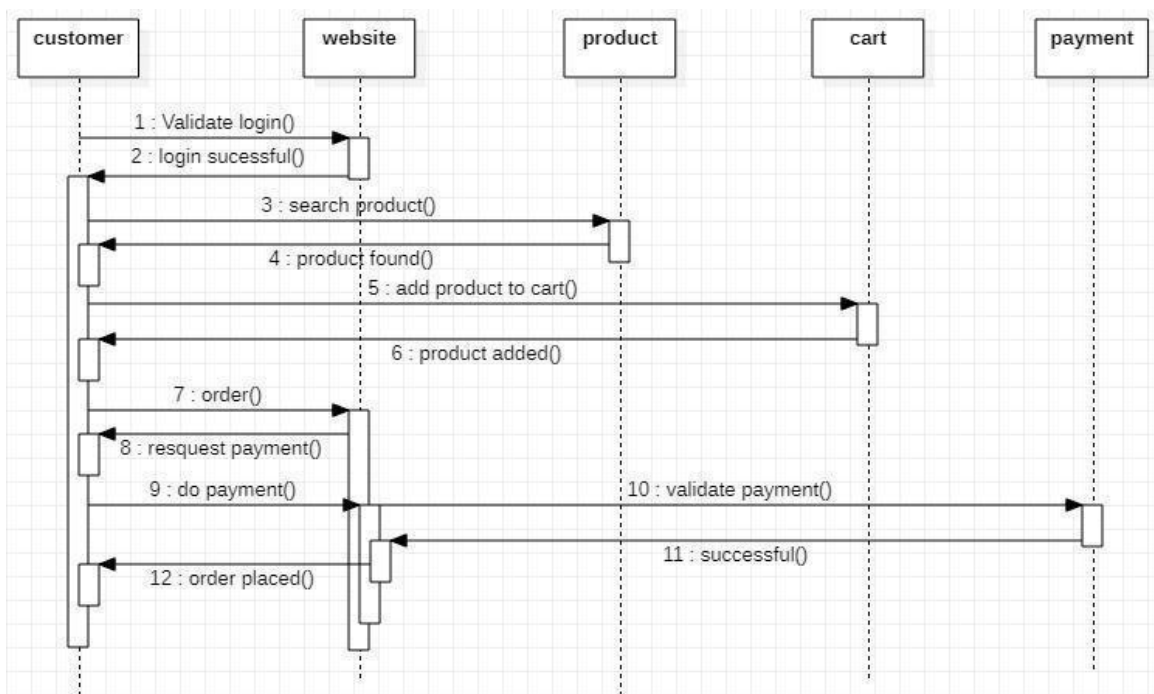 customer
website
product
cart
payment
1 : Validate login()
2 : login sucessful()
3 : search product()
4 : product found()
5 : add product to cart()
6 : product added()
7 : order()
8 : resquest payment()
9 : do payment()
10 : validate payment()
11 : successful()
12 : order placed()